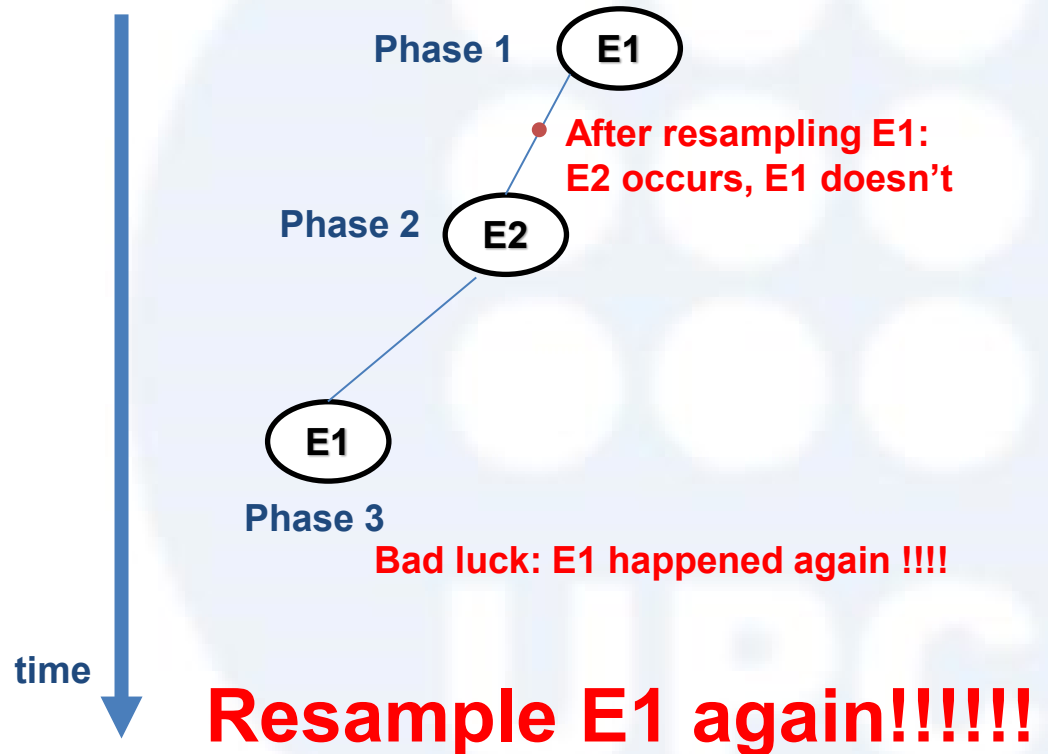 Phase 1
E1
After resampling E1:
E2 occurs, E1 doesn’t
Phase 2
E2
E1
Phase 3
Bad luck: E1 happened again !!!!
time
Resample E1 again!!!!!!